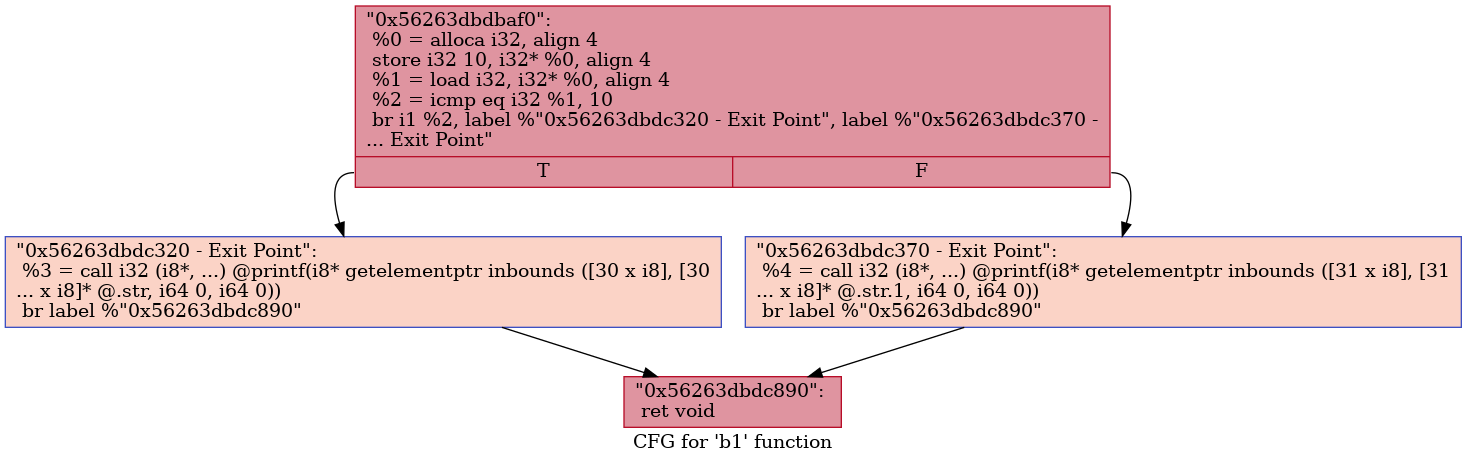 "0x56263dbdbaf0":
%0 = alloca i32, align 4
store i32 10, i32* %0, align 4
%1 = load i32, i32* %0, align 4
%2 = icmp eq i32 %1, 10
br i1 %2, label %"0x56263dbdc320 - Exit Point", label %"0x56263dbdc370 -
... Exit Point"
T
F
"0x56263dbdc320 - Exit Point":
%3 = call i32 (i8*, ...) @printf(i8* getelementptr inbounds ([30 x i8], [30
... x i8]* @.str, i64 0, i64 0))
br label %"0x56263dbdc890"
"0x56263dbdc370 - Exit Point":
%4 = call i32 (i8*, ...) @printf(i8* getelementptr inbounds ([31 x i8], [31
... x i8]* @.str.1, i64 0, i64 0))
br label %"0x56263dbdc890"
"0x56263dbdc890":
ret void
CFG for 'b1' function